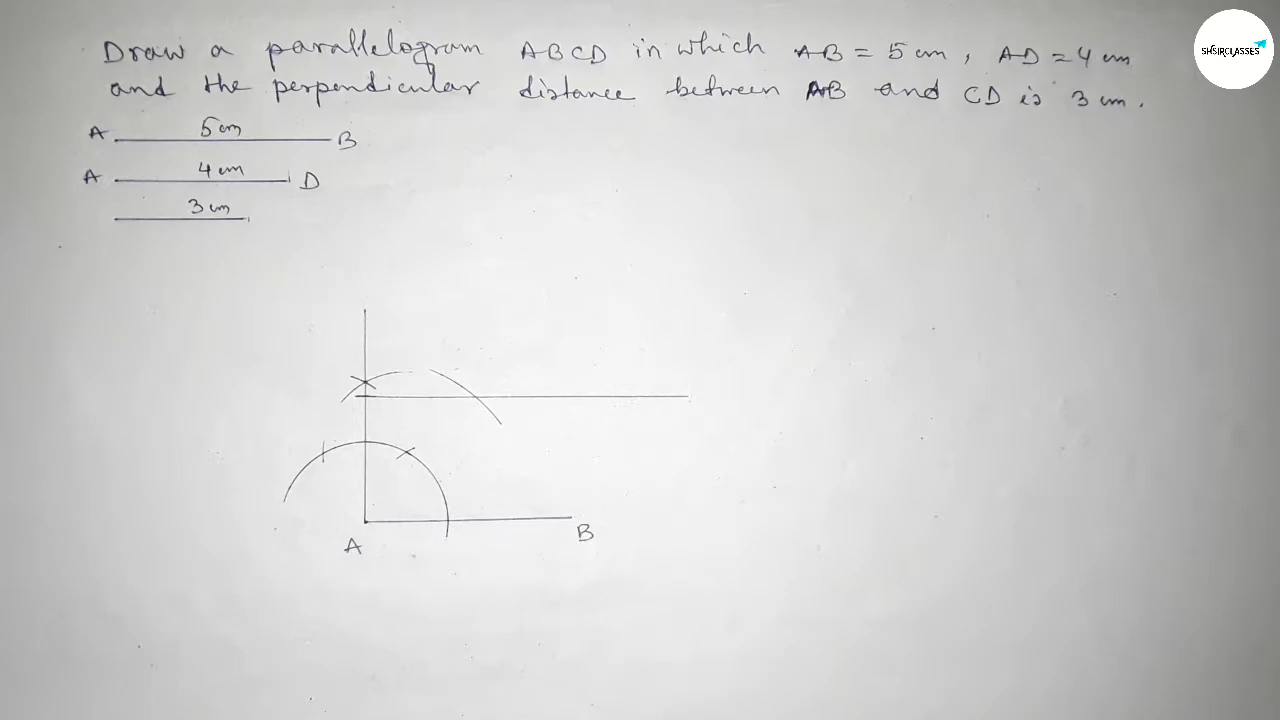 Draw a parallelogram ABCD in which AB = 5 cm, AD = 4 cm
and the perpendicular distance between AB and CD is 3 cm.
SHSIRCLASSES
A 5 cm B
A 4 cm D
3 cm
A B